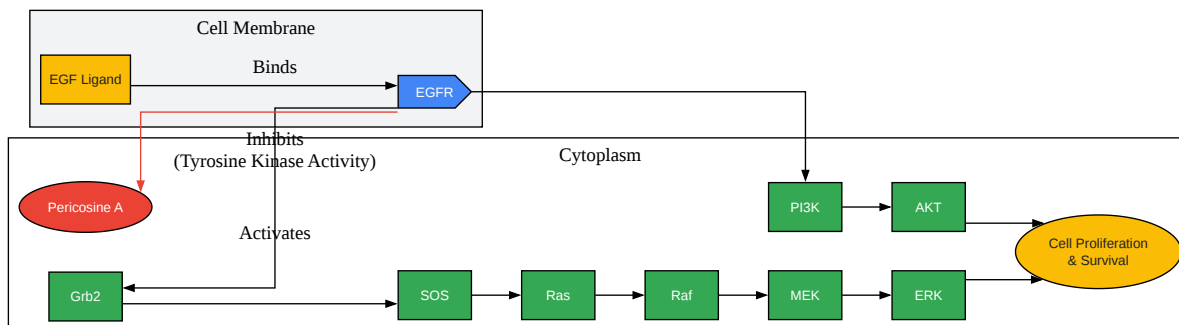 Cell Membrane
EGF Ligand
Binds
EGFR
Inhibits
(Tyrosine Kinase Activity)
Cytoplasm
Pericosine A
PI3K
AKT
Activates
Cell Proliferation
& Survival
Grb2
SOS
Ras
Raf
MEK
ERK